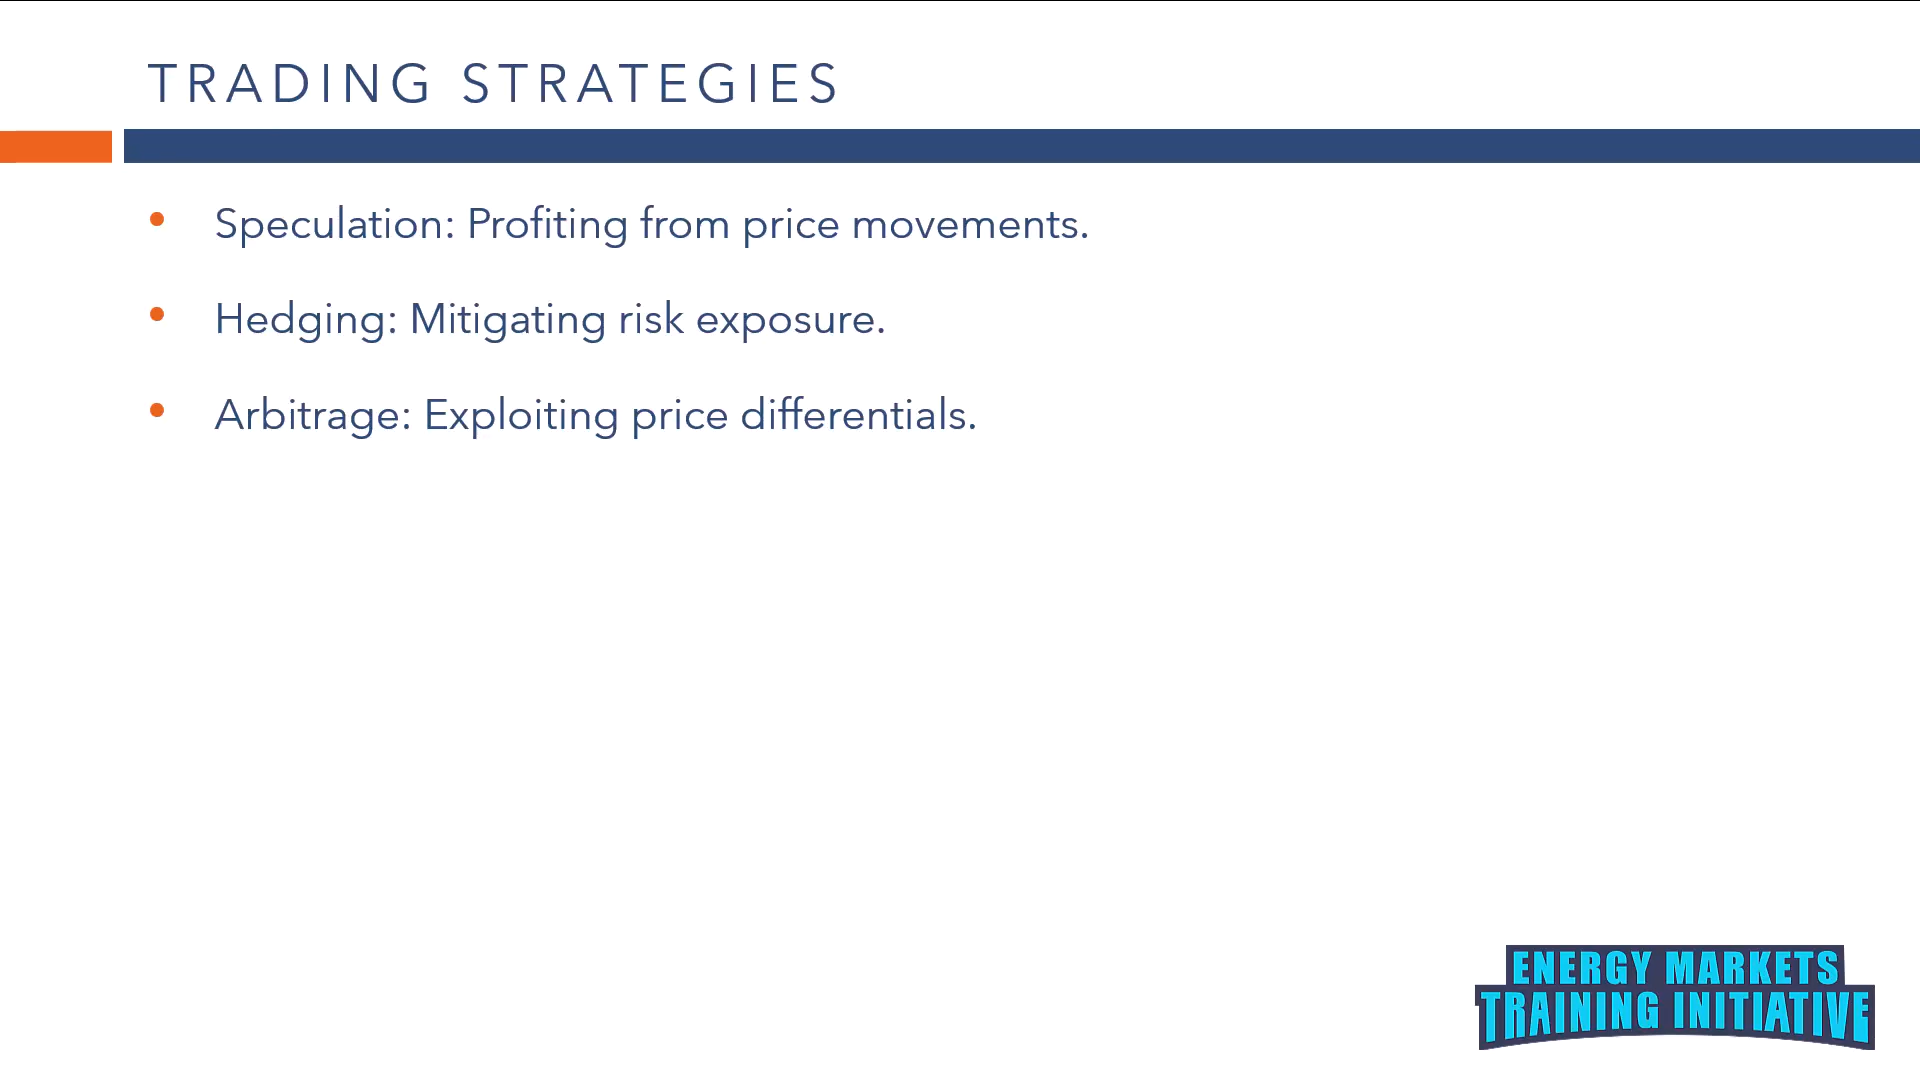 TRADING STRATEGIES
• Speculation: Profiting from price movements.
• Hedging: Mitigating risk exposure.
• Arbitrage: Exploiting price differentials.
ENERGY MARKETS
TRAINING INITIATIVE